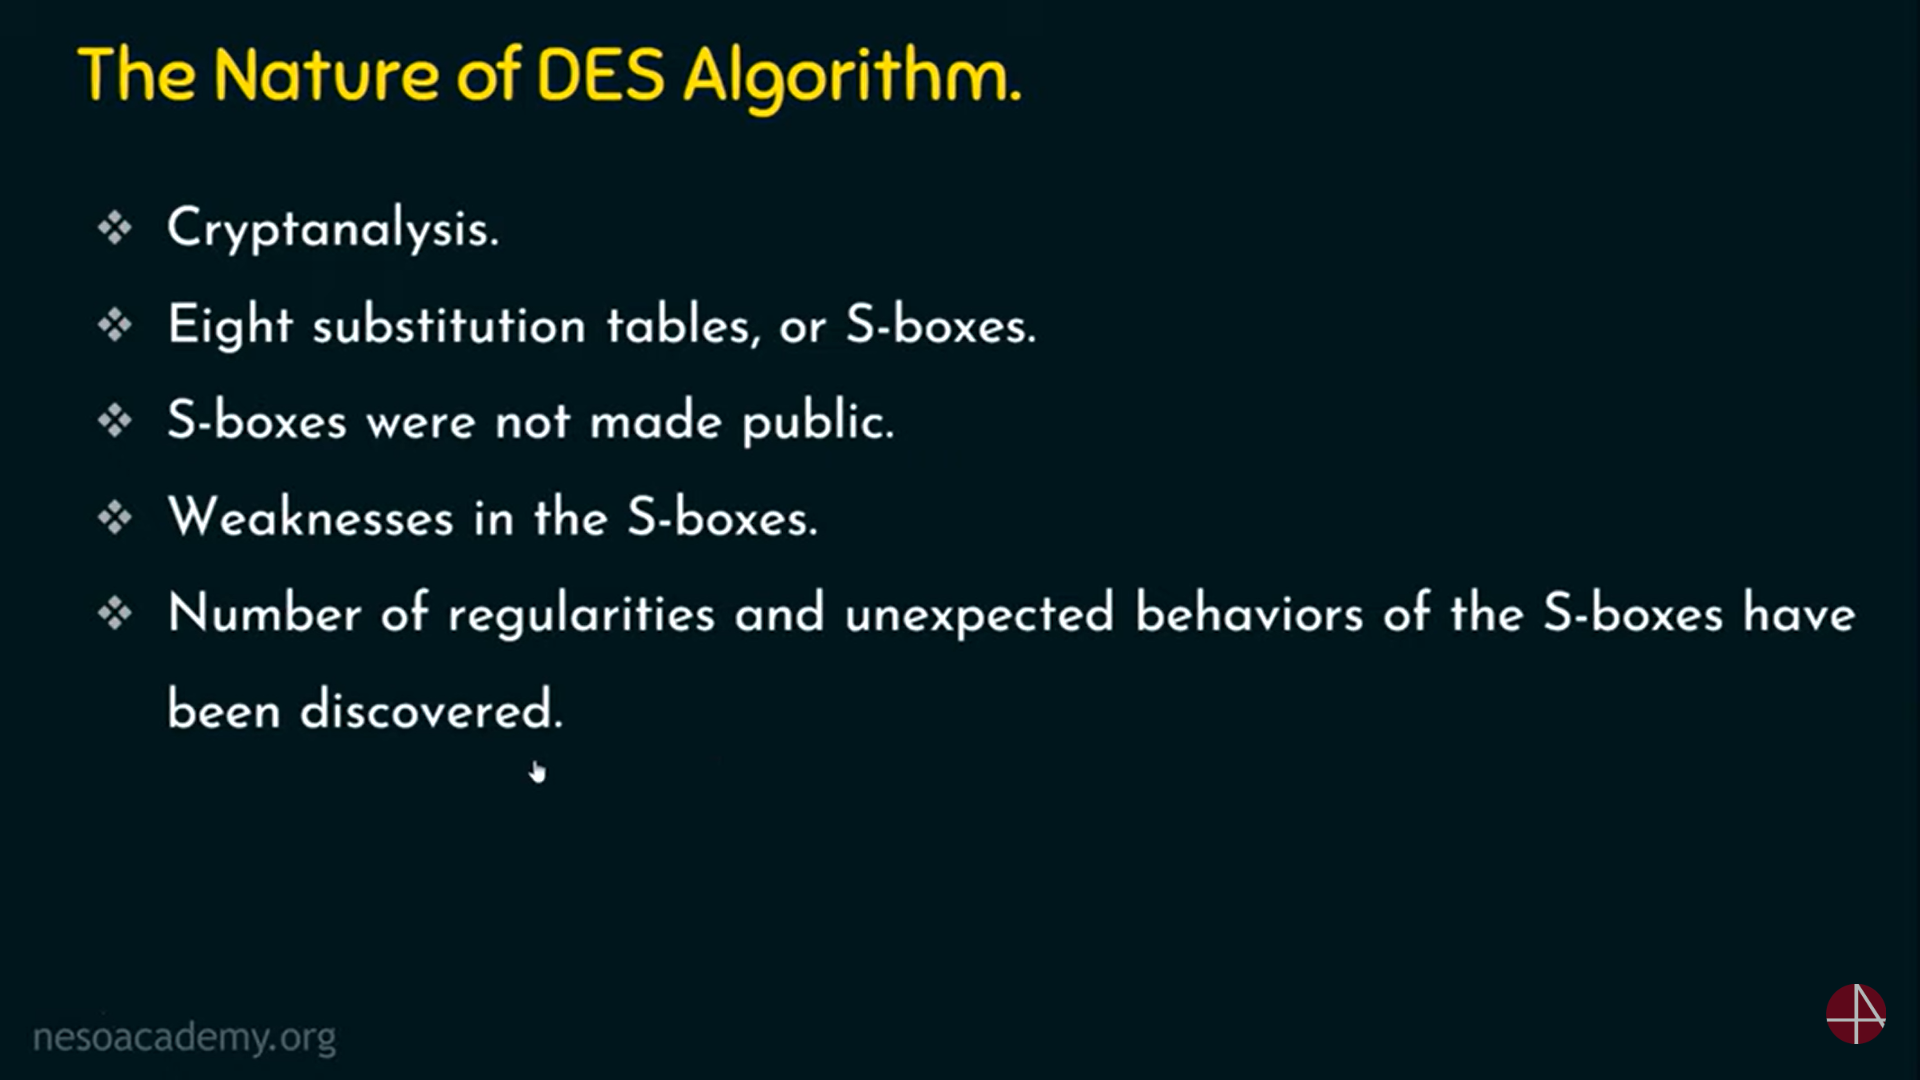 The Nature of DES Algorithm.
Cryptanalysis.
Eight substitution tables, or S-boxes.
S-boxes were not made public.
Weaknesses in the S-boxes.
Number of regularities and unexpected behaviors of the S-boxes have
been discovered.
nesoacademy.org